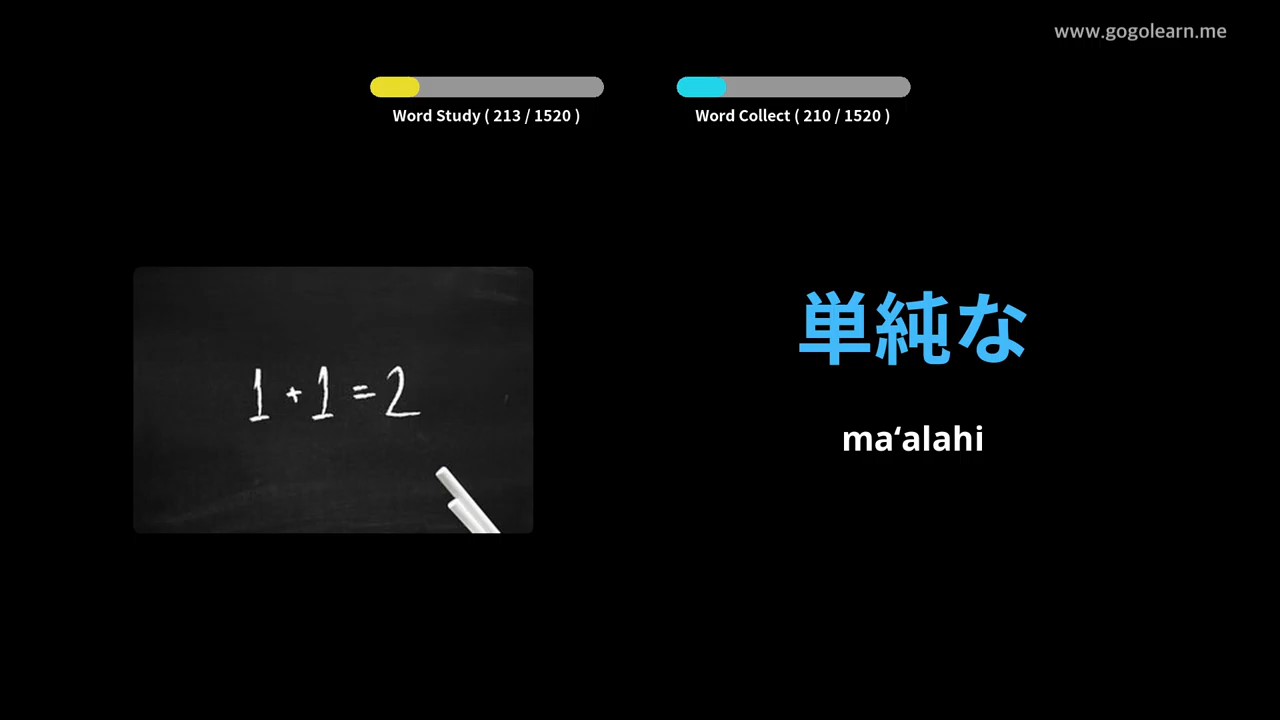 www.gogolearn.me
Word Study ( 213 / 1520 )
Word Collect ( 210 / 1520 )
1 + 1 = 2
単純な
maʻalahi